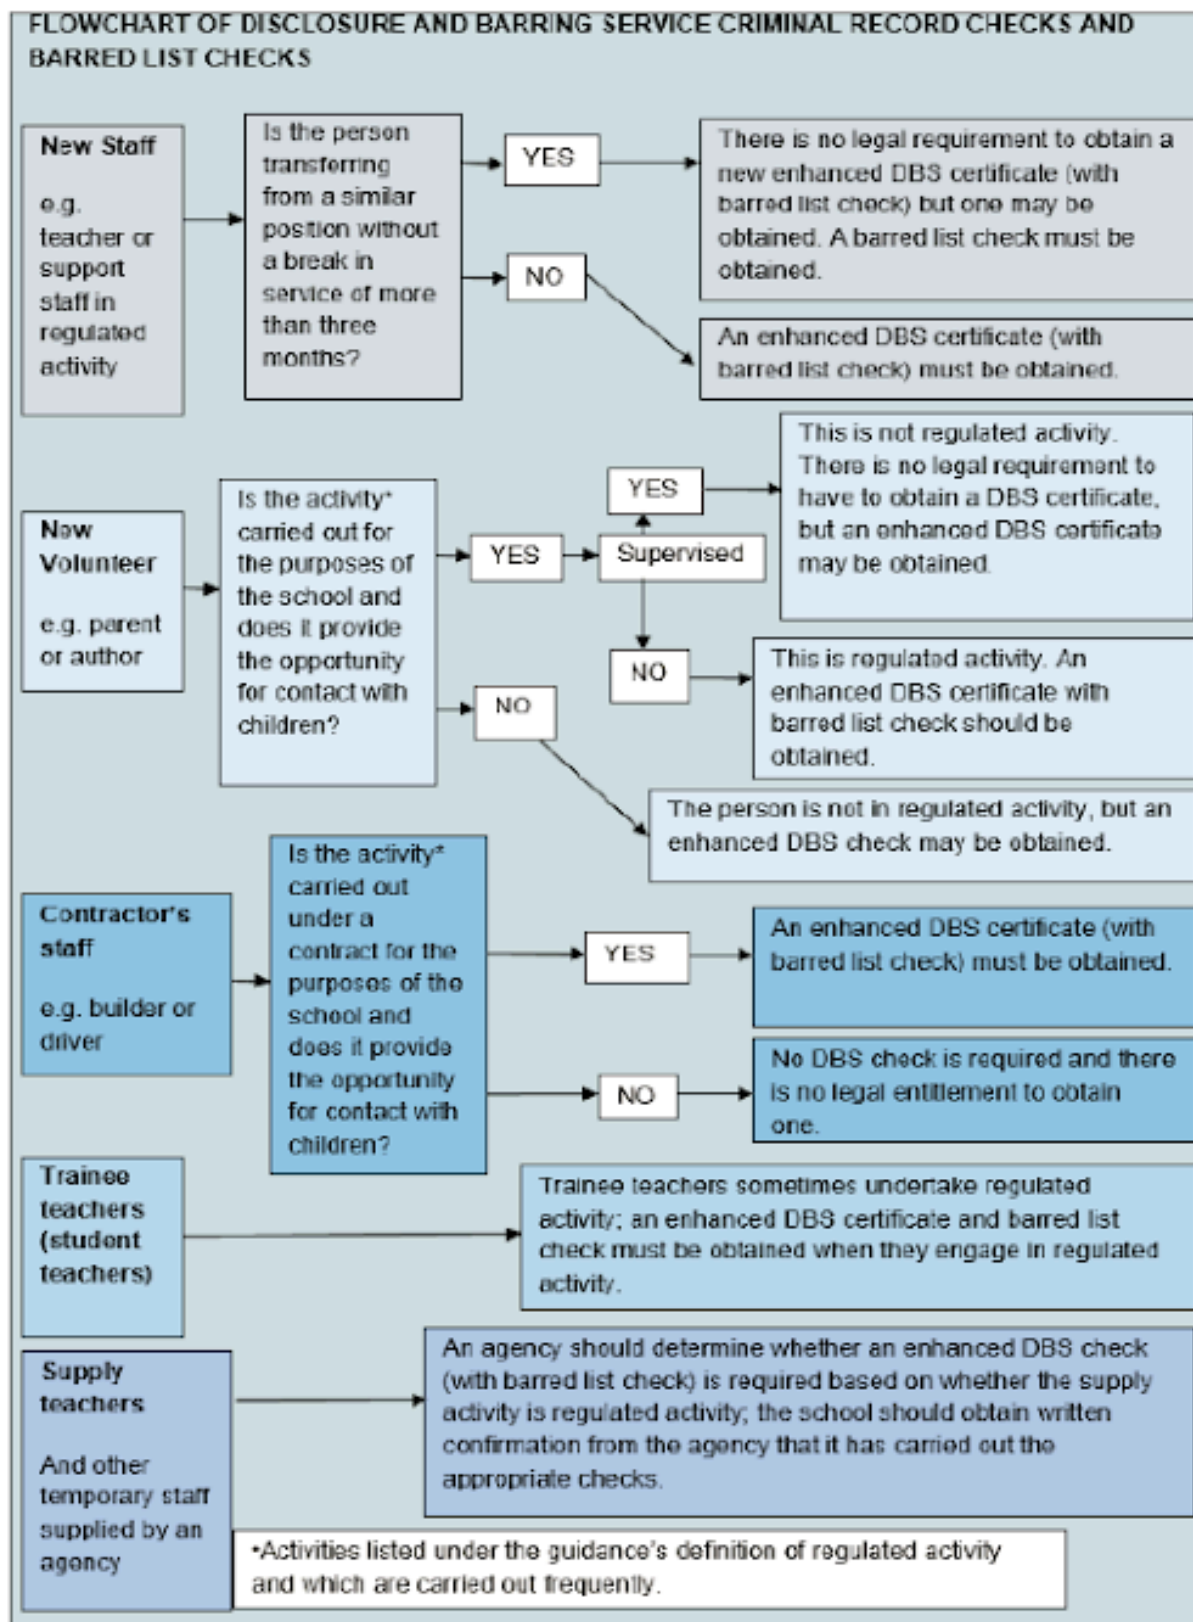 FLOWCHART OF DISCLOSURE AND BARRING SERVICE CRIMINAL RECORD CHECKS AND
BARRED LIST CHECKS
New Staff
e.g.
teacher or
support
staff in
regulated
activity
Is the person
transferring
from a similar
position without
a break in
service of more
than three
months?
YES
There is no legal requirement to obtain a
new enhanced DBS certificate (with
barred list check) but one may be
obtained. A barred list check must be
obtained.
NO
An enhanced DBS certificate (with
barred list check) must be obtained.
New
Volunteer
e.g. parent
or author
Is the activity*
carried out for
the purposes of
the school and
does it provide
the opportunity
for contact with
children?
YES
Supervised
YES
This is not regulated activity.
There is no legal requirement to
have to obtain a DBS certificate,
but an enhanced DBS certificate
may be obtained.
NO
This is regulated activity. An
enhanced DBS certificate with
barred list check should be
obtained.
NO
The person is not in regulated activity, but an
enhanced DBS check may be obtained.
Contractor's
staff
e.g. builder or
driver
Is the activity*
carried out
under a
contract for the
purposes of the
school and
does it provide
the opportunity
for contact with
children?
YES
An enhanced DBS certificate (with
barred list check) must be obtained.
NO
No DBS check is required and there
is no legal entitlement to obtain
one.
Trainee
teachers
(student
teachers)
Trainee teachers sometimes undertake regulated
activity; an enhanced DBS certificate and barred list
check must be obtained when they engage in regulated
activity.
Supply
teachers
And other
temporary staff
supplied by an
agency
An agency should determine whether an enhanced DBS check
(with barred list check) is required based on whether the supply
activity is regulated activity; the school should obtain written
confirmation from the agency that it has carried out the
appropriate checks.
•Activities listed under the guidance's definition of regulated activity
and which are carried out frequently.